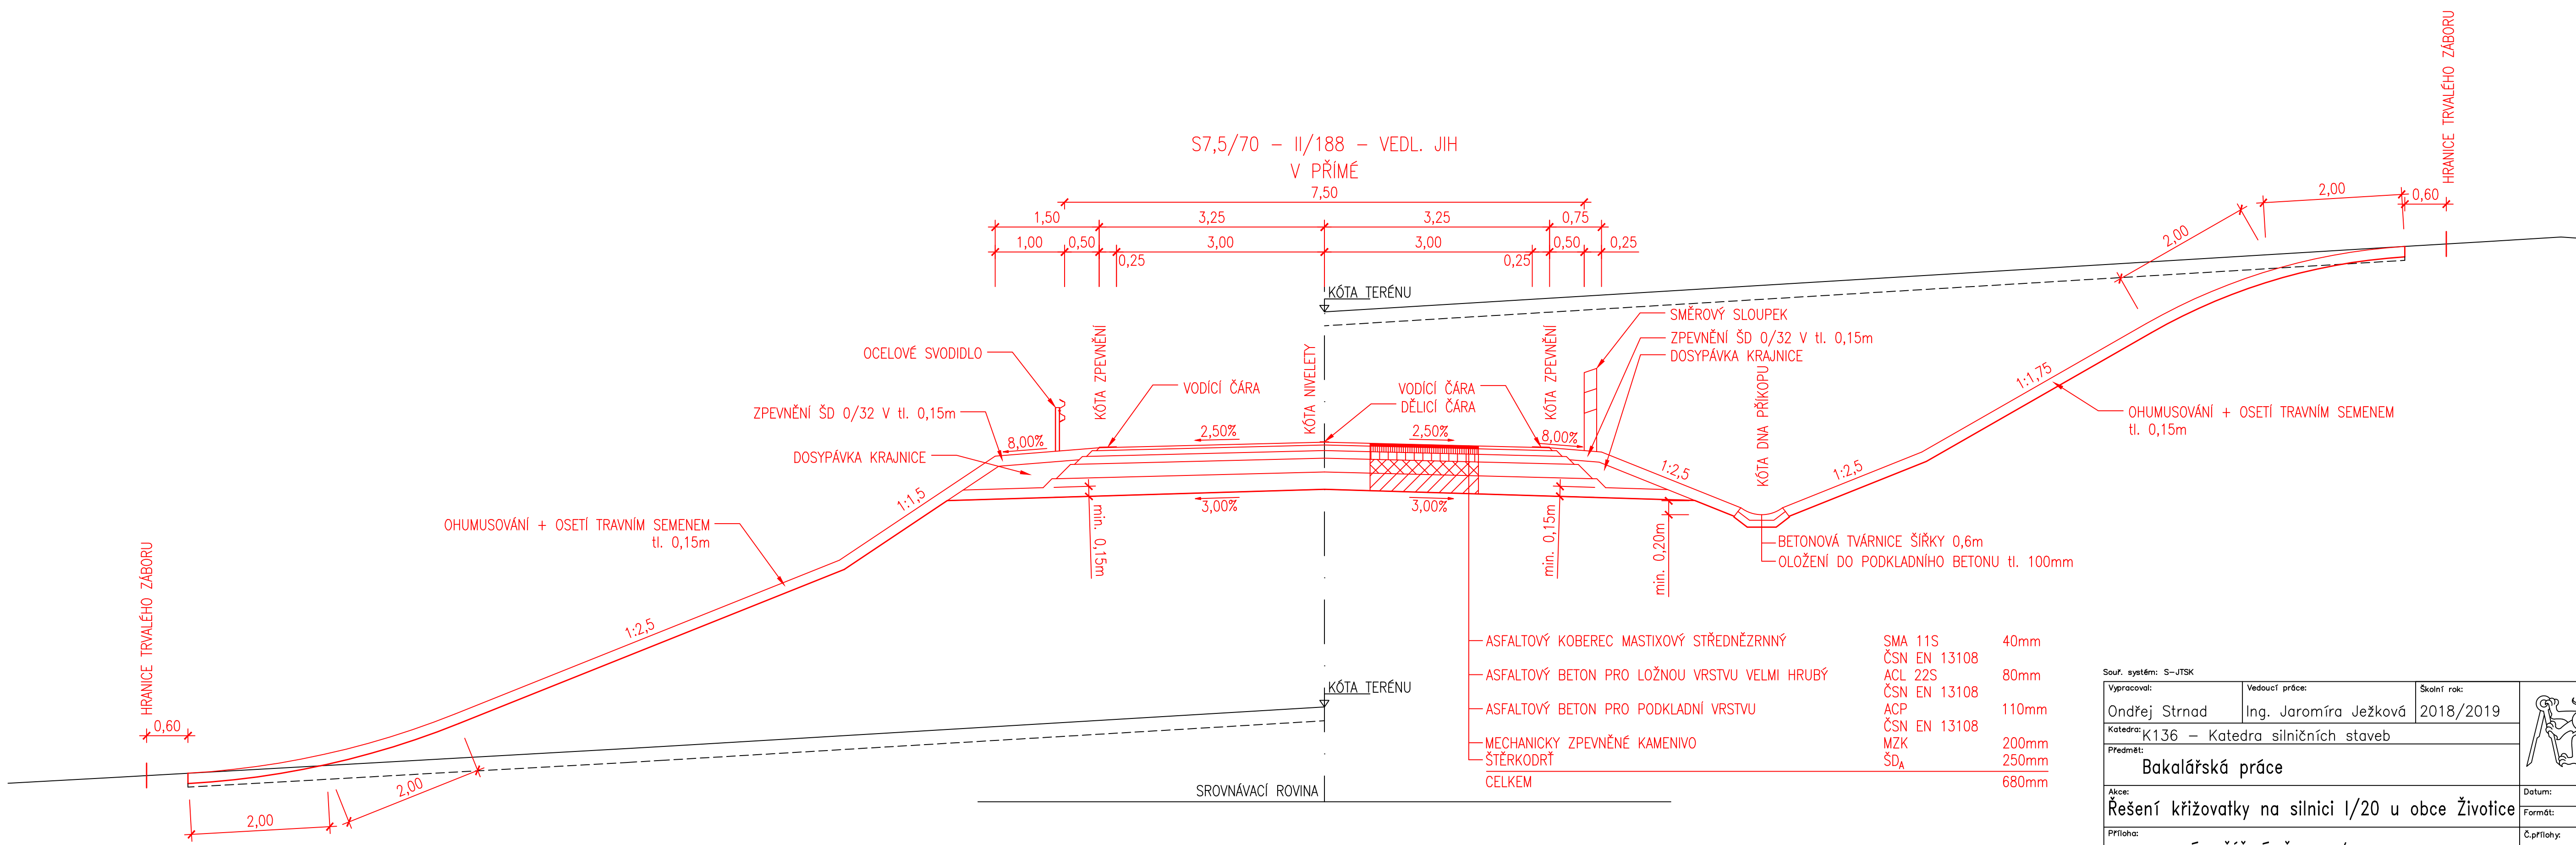 S7,5/70 – II/188 – VEDL. JIH
V PŘÍMÉ
7,50
1,50 3,25 3,25 0,75
1,00 0,50 3,00 3,00 0,50 0,25
0,25 0,25
2,00 0,60
2,00
HRANICE TRVALÉHO ZÁBORU
KÓTA TERÉNU
SMĚROVÝ SLOUPEK
ZPEVNĚNÍ ŠD 0/32 V tl. 0,15m
DOSYPÁVKA KRAJNICE
OCELOVÉ SVODIDLO
KÓTA ZPEVNĚNÍ
KÓTA NIVELETY
KÓTA ZPEVNĚNÍ
KÓTA DNA PŘÍKOPU
VODÍCÍ ČÁRA
VODÍCÍ ČÁRA
DĚLICÍ ČÁRA
ZPEVNĚNÍ ŠD 0/32 V tl. 0,15m
DOSYPÁVKA KRAJNICE
8,00% 2,50% 2,50% 8,00%
3,00% 3,00%
1:1,5
1:2,5
1:2,5
1:2,5
1:1,75
OHUMUSOVÁNÍ + OSETÍ TRAVNÍM SEMENEM
tl. 0,15m
OHUMUSOVÁNÍ + OSETÍ TRAVNÍM SEMENEM
tl. 0,15m
min. 0,15m
min. 0,15m
min. 0,20m
BETONOVÁ TVÁRNICE ŠÍŘKY 0,6m
OLOŽENÍ DO PODKLADNÍHO BETONU tl. 100mm
HRANICE TRVALÉHO ZÁBORU
0,60
2,00
2,00
KÓTA TERÉNU
SROVNÁVACÍ ROVINA
ASFALTOVÝ KOBEREC MASTIXOVÝ STŘEDNĚZRNNÝ SMA 11S 40mm
ČSN EN 13108
ASFALTOVÝ BETON PRO LOŽNOU VRSTVU VELMI HRUBÝ ACL 22S 80mm
ČSN EN 13108
ASFALTOVÝ BETON PRO PODKLADNÍ VRSTVU ACP 110mm
ČSN EN 13108
MECHANICKY ZPEVNĚNÉ KAMENIVO MZK 200mm
ŠTĚRKODRŤ ŠDA 250mm
CELKEM 680mm
Souř. systém: S-JTSK
Vypracoval: Vedoucí práce: Školní rok:
Ondřej Strnad Ing. Jaromíra Ježková 2018/2019
Katedra: K136 – Katedra silničních staveb
Předmět:
Bakalářská práce
Akce: Datum:
Řešení křižovatky na silnici I/20 u obce Životice Formát:
Příloha: Č.přílohy: